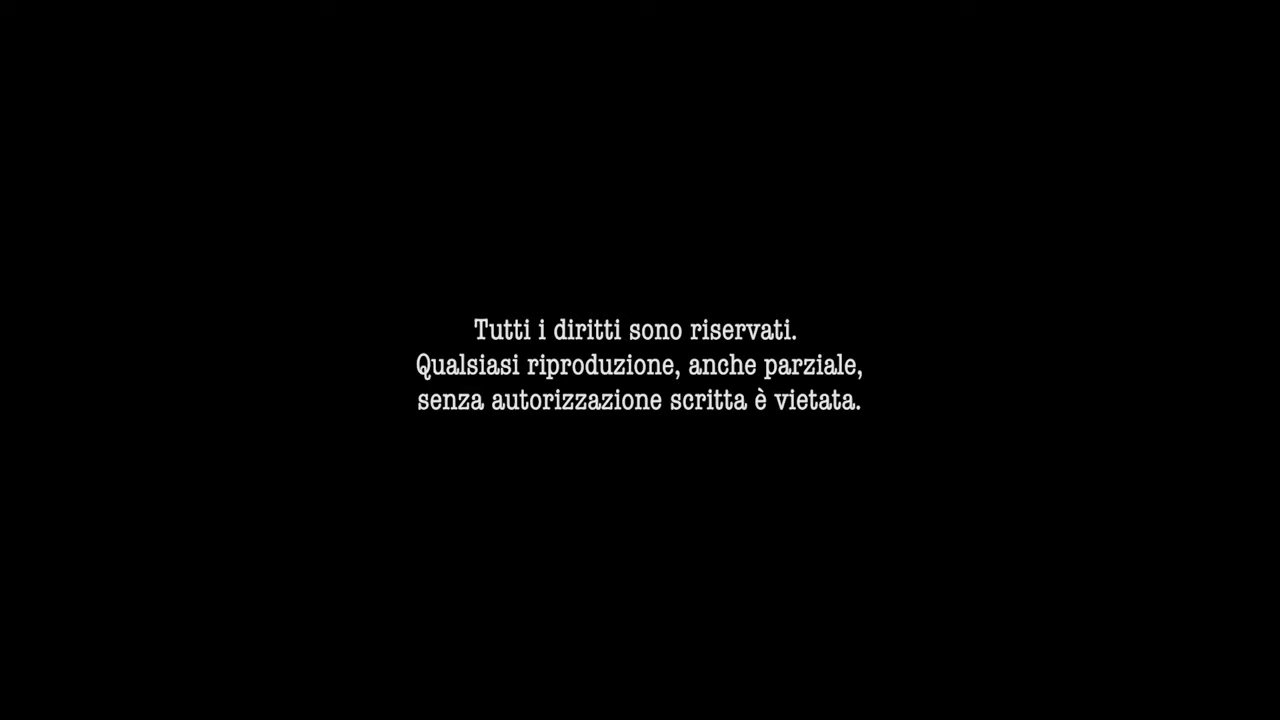 Tutti i diritti sono riservati.
Qualsiasi riproduzione, anche parziale,
senza autorizzazione scritta è vietata.